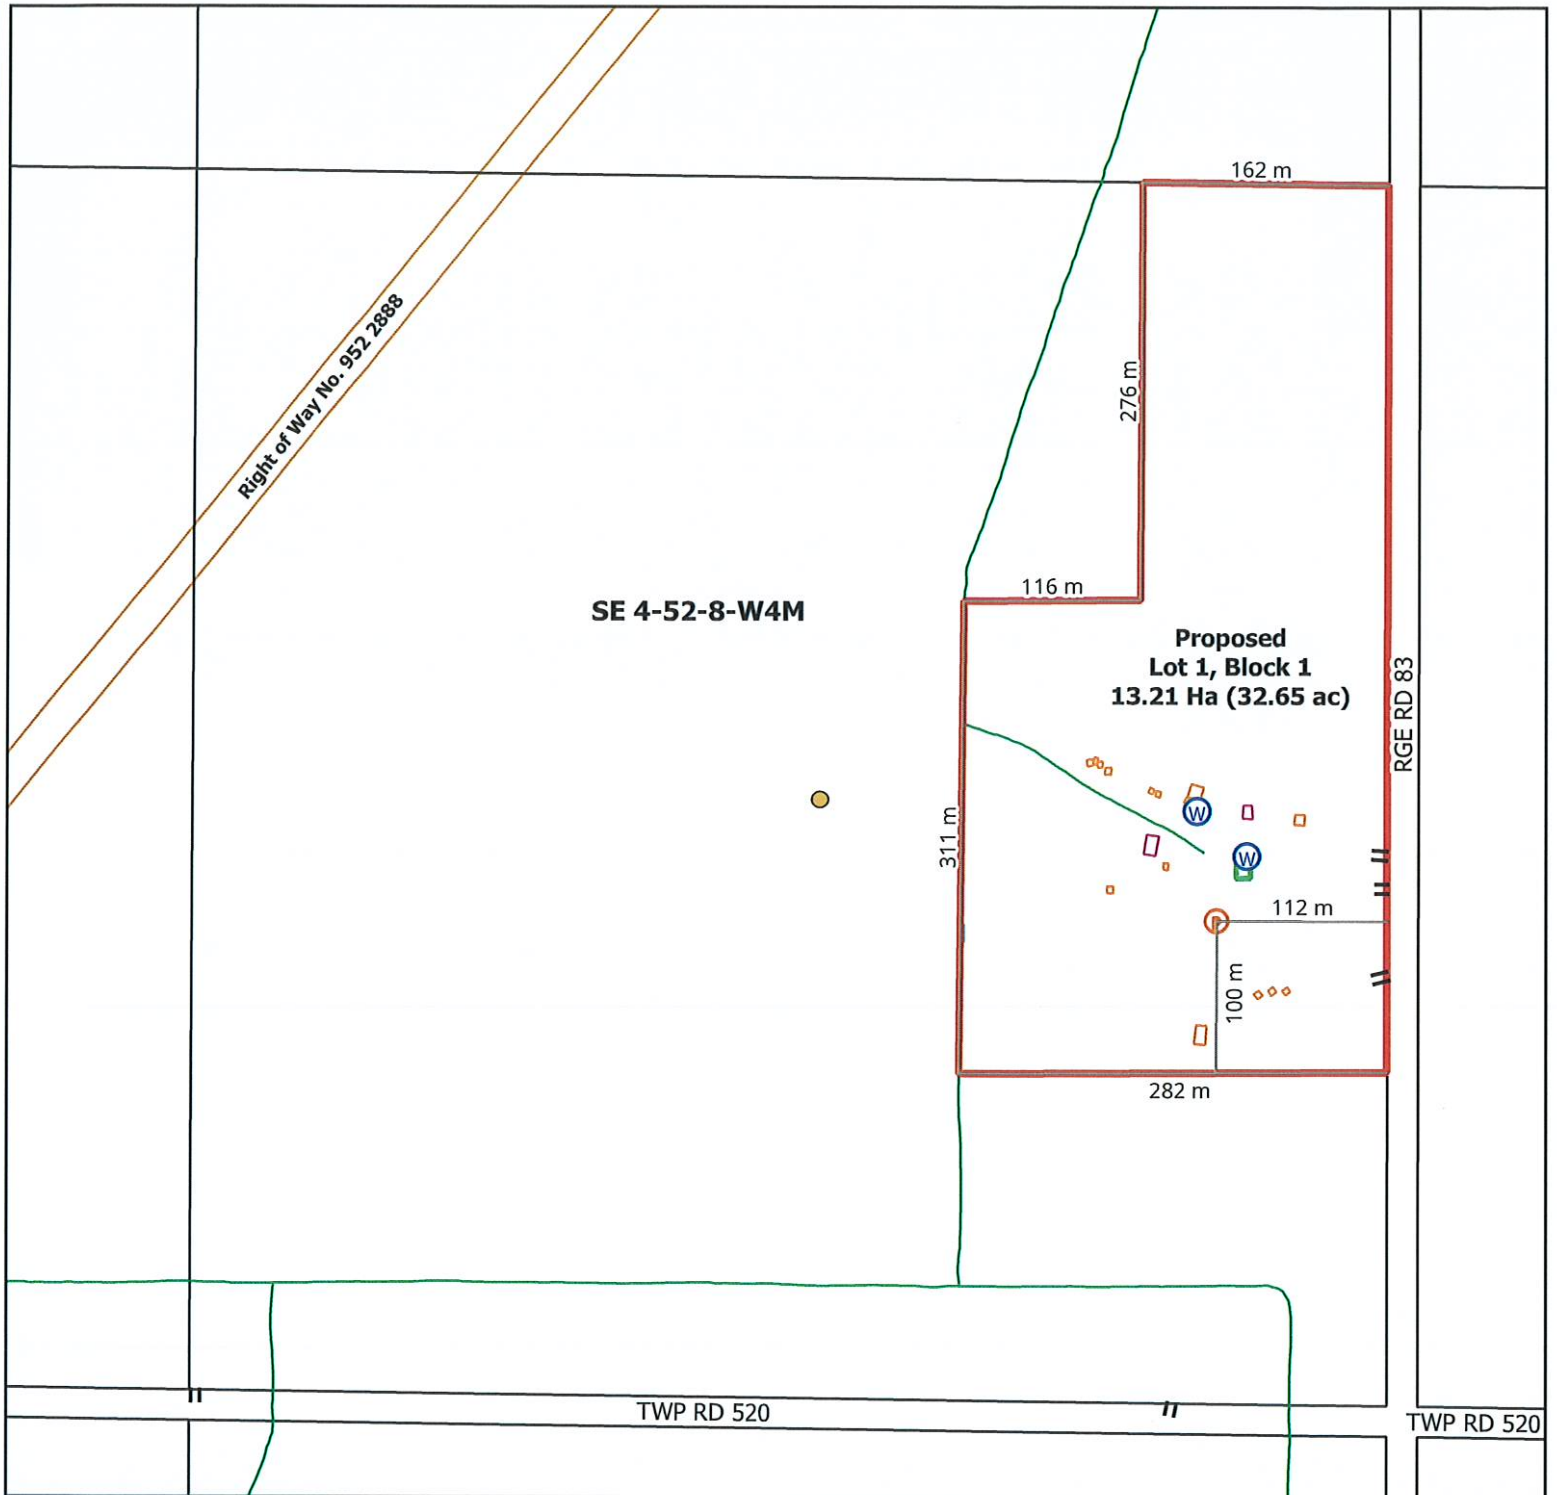 162 m
Right of Way No. 952 2888
276 m
116 m
SE 4-52-8-W4M
Proposed
Lot 1, Block 1
13.21 Ha (32.65 ac)
RGE RD 83
311 m
W
W
112 m
P
100 m
282 m
TWP RD 520
TWP RD 520